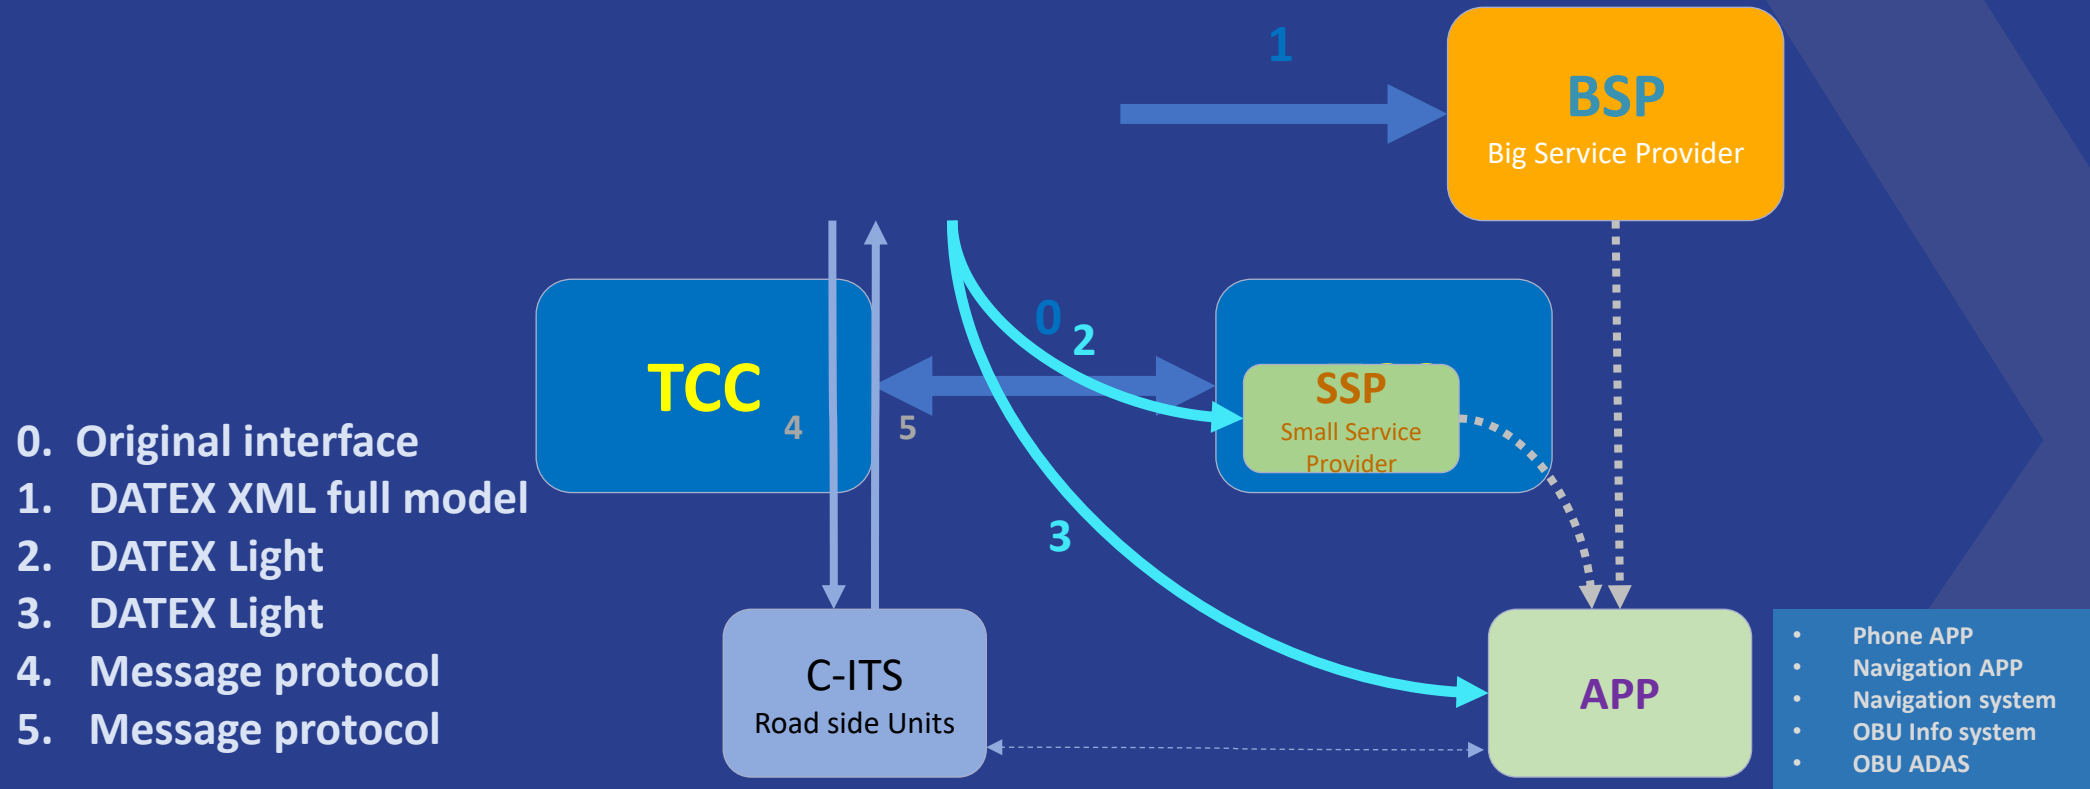 1
BSP
Big Service Provider
0
2
TCC
4
5
SSP
Small Service
Provider
0. Original interface
1. DATEX XML full model
2. DATEX Light
3. DATEX Light
4. Message protocol
5. Message protocol
3
C-ITS
Road side Units
APP
• Phone APP
• Navigation APP
• Navigation system
• OBU Info system
• OBU ADAS